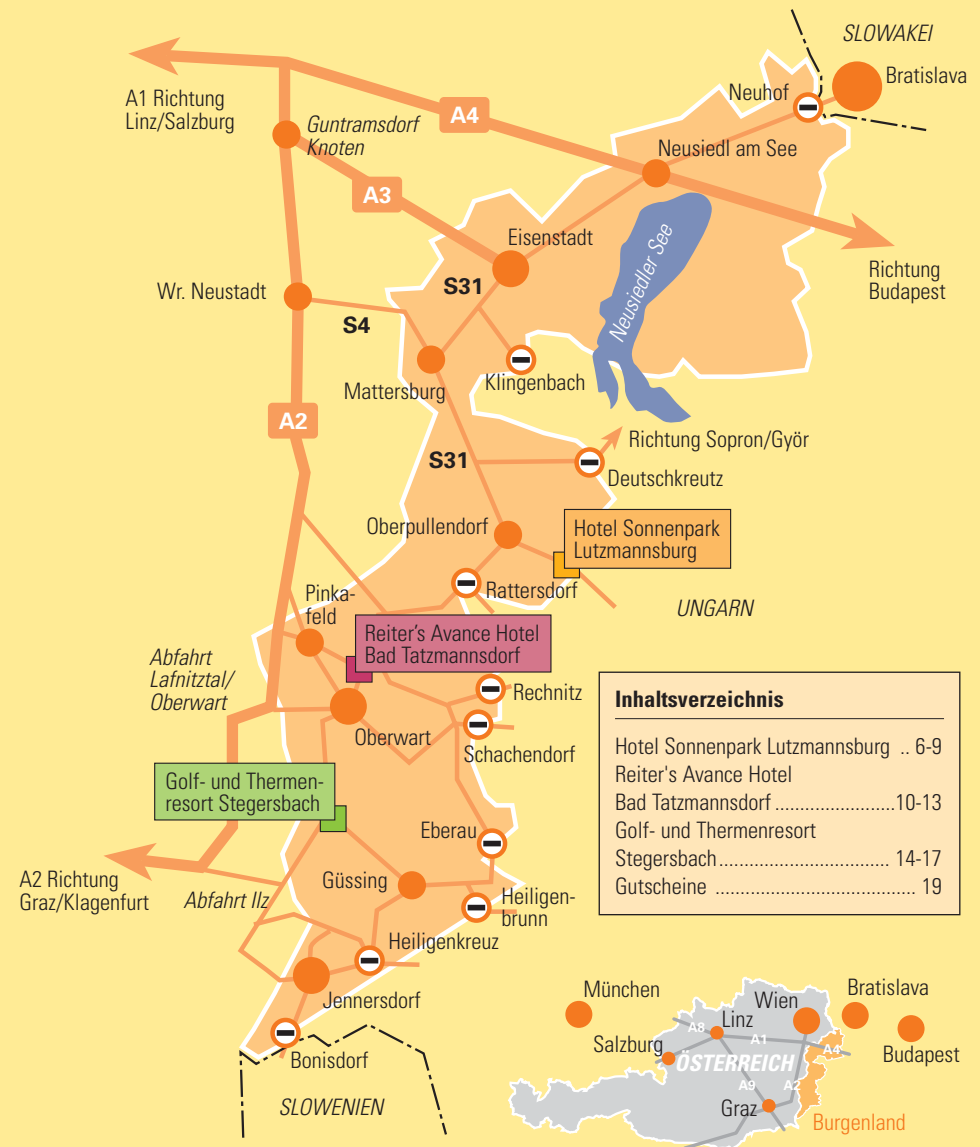 SLOWAKEI
Bratislava
Neuhof
A1 Richtung
Linz/Salzburg
Guntramsdorf
Knoten
A4
Neusiedl am See
A3
Eisenstadt
Neusiedler See
Richtung
Budapest
Wr. Neustadt
S31
S4
Klingenbach
Mattersburg
A2
Richtung Sopron/Györ
S31
Deutschkreutz
Oberpullendorf
Hotel Sonnenpark
Lutzmannsburg
Rattersdorf
UNGARN
Pinka-
feld
Reiter's Avance Hotel
Bad Tatzmannsdorf
Abfahrt
Lafnitztal/
Oberwart
Rechnitz
Oberwart
Schachendorf
Golf- und Thermen-
resort Stegersbach
Eberau
A2 Richtung
Graz/Klagenfurt
Abfahrt Ilz
Güssing
Heiligen-
brunn
Heiligenkreuz
Jennersdorf
Bonisdorf
SLOWENIEN
Inhaltsverzeichnis
Hotel Sonnenpark Lutzmannsburg .. 6-9
Reiter's Avance Hotel
Bad Tatzmannsdorf .......................10-13
Golf- und Thermenresort
Stegersbach................................ 14-17
Gutscheine ...................................... 19
München
Wien
Bratislava
Linz
A8
A1
Salzburg
ÖSTERREICH
A4
Budapest
A9
A2
Graz
Burgenland